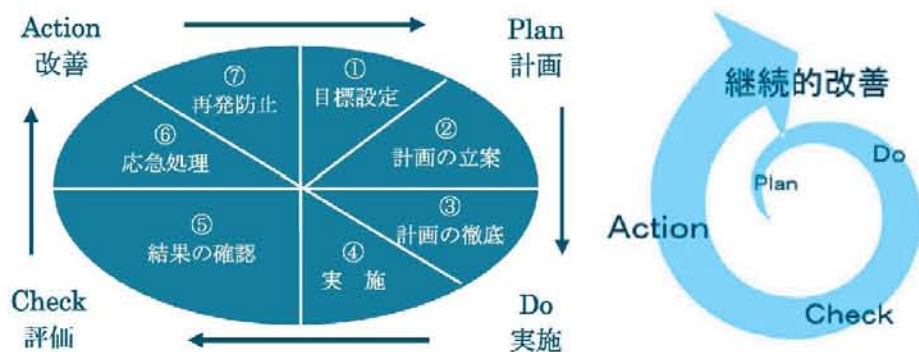 Action
改善
Plan
計画
⑦
再発防止
①
目標設定
⑥
応急処理
②
計画の立案
⑤
結果の確認
③
計画の徹底
④
実 施
Check
評価
Do
実施
継続的改善
Do
Plan
Action
Check